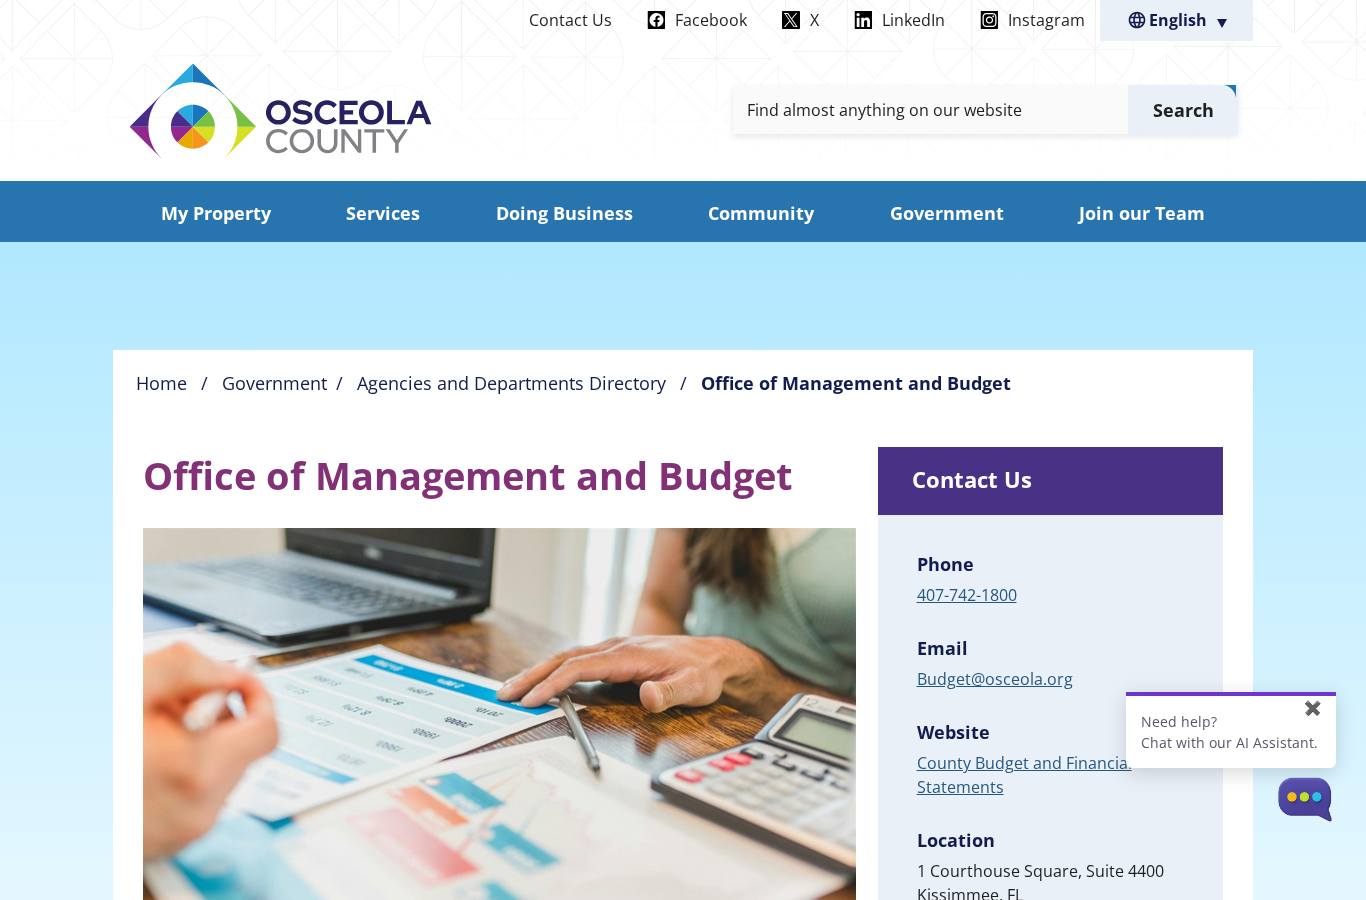 Contact Us
Facebook
X
LinkedIn
Instagram
English
OSCEOLA
COUNTY
Find almost anything on our website
Search
My Property
Services
Doing Business
Community
Government
Join our Team
Home / Government / Agencies and Departments Directory / Office of Management and Budget
Office of Management and Budget
Contact Us
Phone
407-742-1800
Email
Budget@osceola.org
Website
County Budget and Financial
Statements
Need help?
Chat with our AI Assistant.
Location
1 Courthouse Square, Suite 4400
Kissimmee, FL